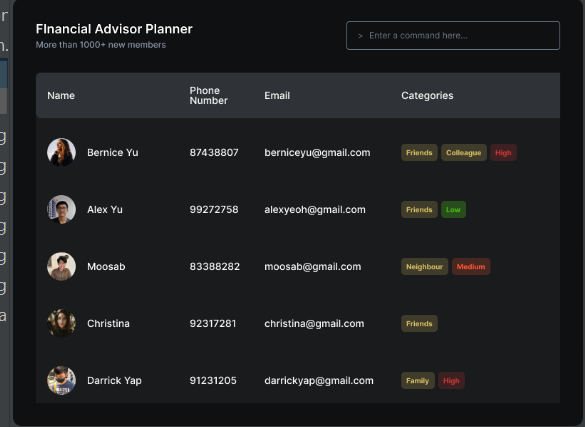 FInancial Advisor Planner
More than 1000+ new members
> Enter a command here...
Name Phone Number Email Categories
Bernice Yu 87438807 berniceyu@gmail.com Friends Colleague High
Alex Yu 99272758 alexyeoh@gmail.com Friends Low
Moosab 83388282 moosab@gmail.com Neighbour Medium
Christina 92317281 christina@gmail.com Friends
Darrick Yap 91231205 darrickyap@gmail.com Family High